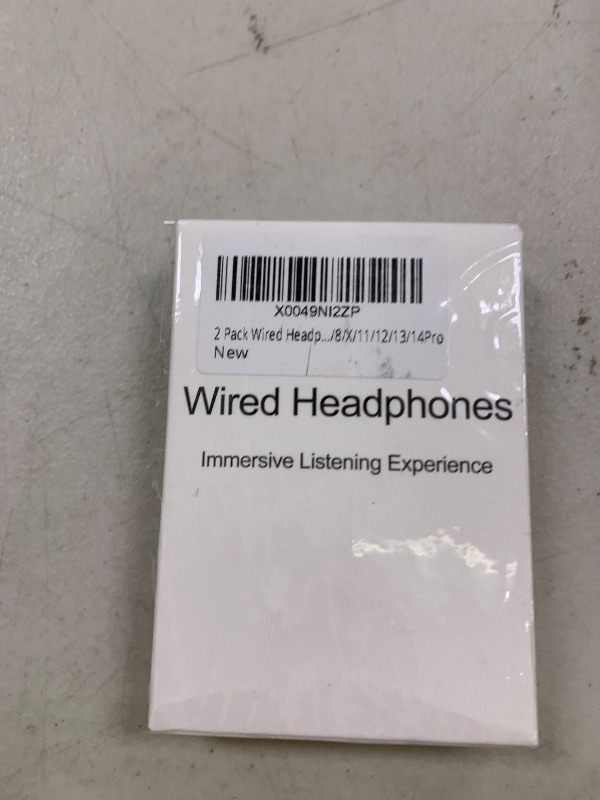 X0049NI2ZP
2 Pack Wired Headp.../8/X/11/12/13/14Pro
New
Wired Headphones
Immersive Listening Experience